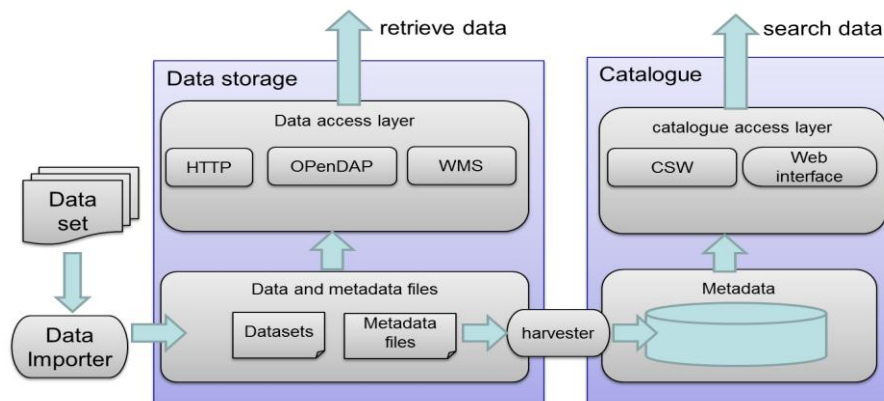 retrieve data
search data
Data storage
Catalogue
Data access layer
HTTP
OPenDAP
WMS
catalogue access layer
CSW
Web
interface
Data
set
Data and metadata files
Datasets
Metadata
files
Data
Importer
harvester
Metadata